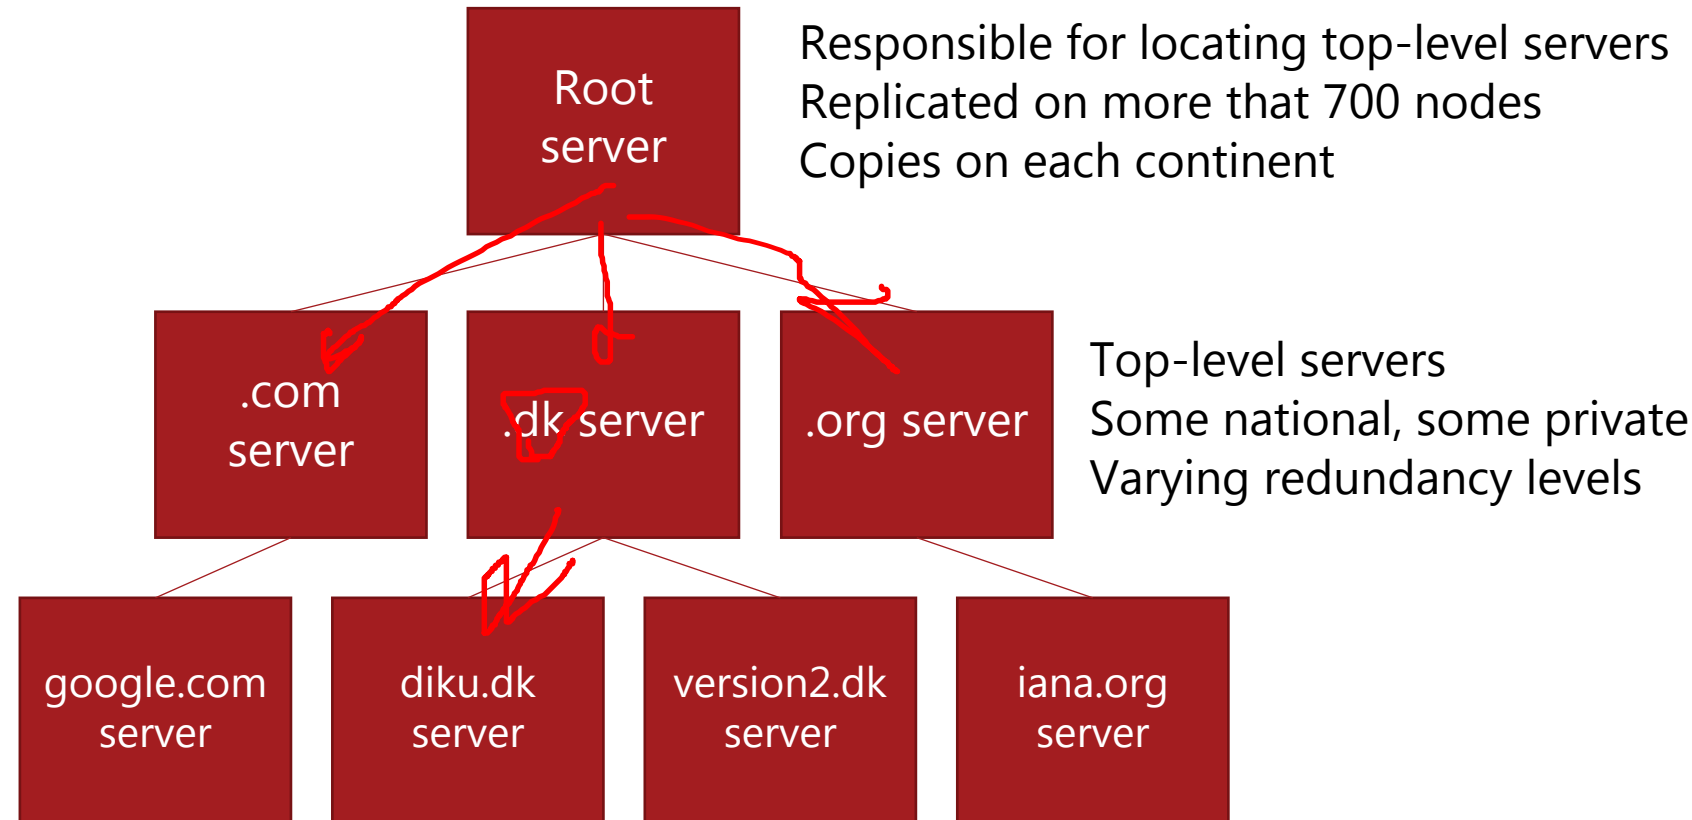 Root
server
Responsible for locating top-level servers
Replicated on more that 700 nodes
Copies on each continent
.com
server
.dk server
.org server
Top-level servers
Some national, some private
Varying redundancy levels
google.com
server
diku.dk
server
version2.dk
server
iana.org
server